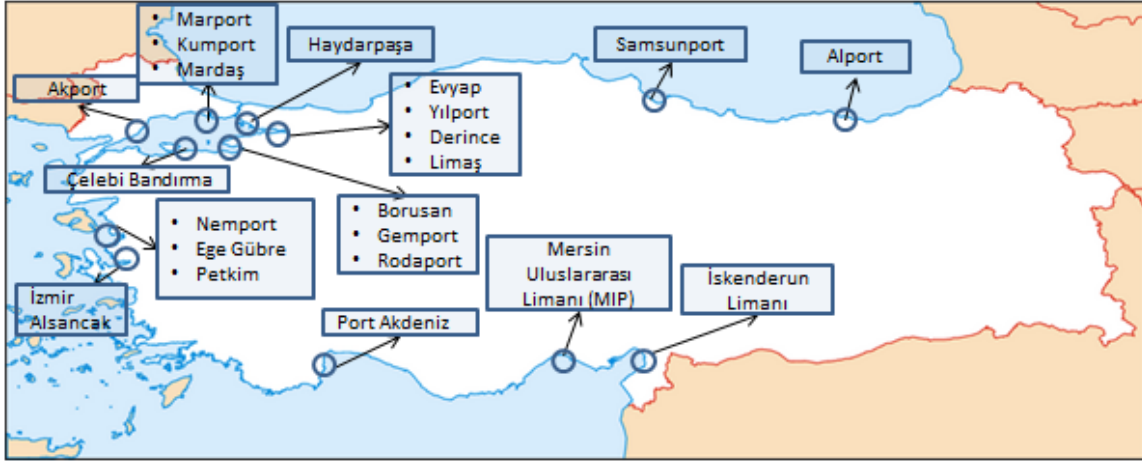 • Marport
• Kumport
• Mardaş
Haydarpaşa
Samsunport
Alport
Akport
• Evyap
• Yılport
• Derince
• Limaş
Çelebi Bandırma
• Nemport
• Ege Gübre
• Petkim
• Borusan
• Gemport
• Rodaport
Mersin
Uluslararası
Limanı (MIP)
İskenderun
Limanı
İzmir
Alsancak
Port Akdeniz